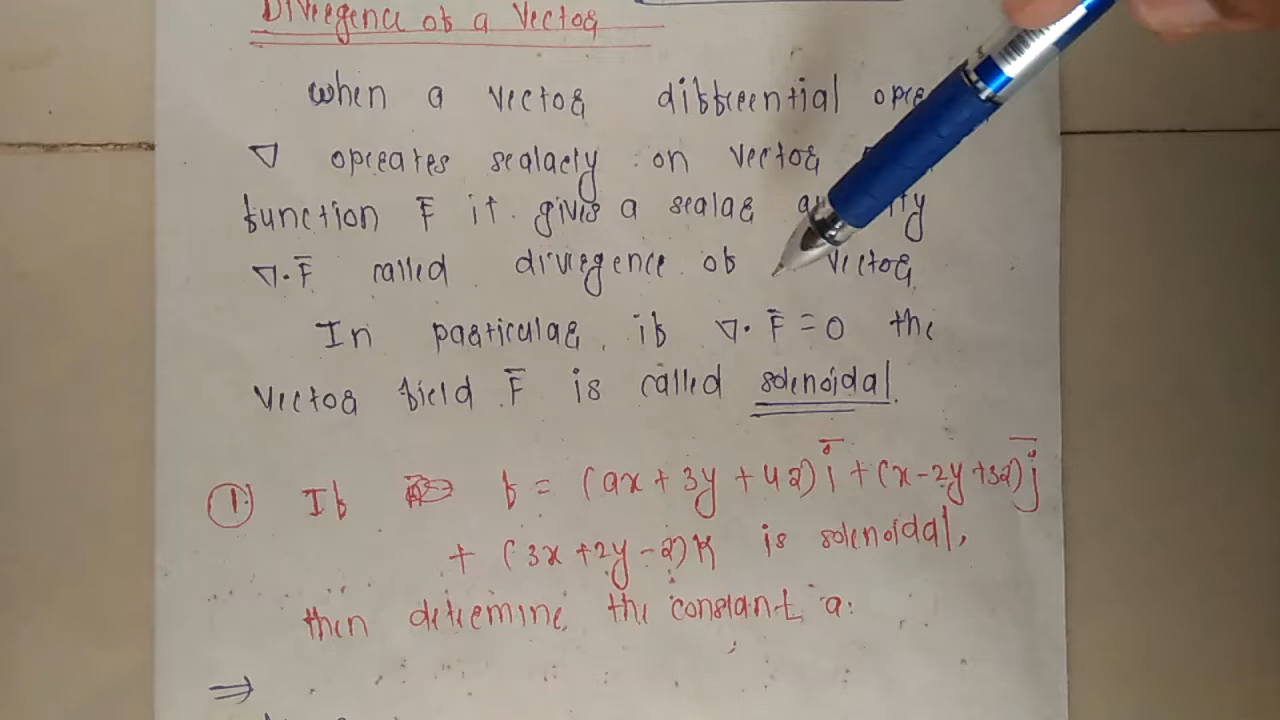 Divergence of a Vector
When a vector differential
∇ operates scalarly on vector
function F̄ it gives a scalar
∇·F̄ called divergence of vector
In particular, if ∇·F̄ = 0 the
vector field F̄ is called solenoidal.
① If f = (ax + 3y + 4z) i̅ + (x - 2y + 3z) j̅
+ (3x + 2y - z) k is solenoidal,
then determine the constant a.
⇒